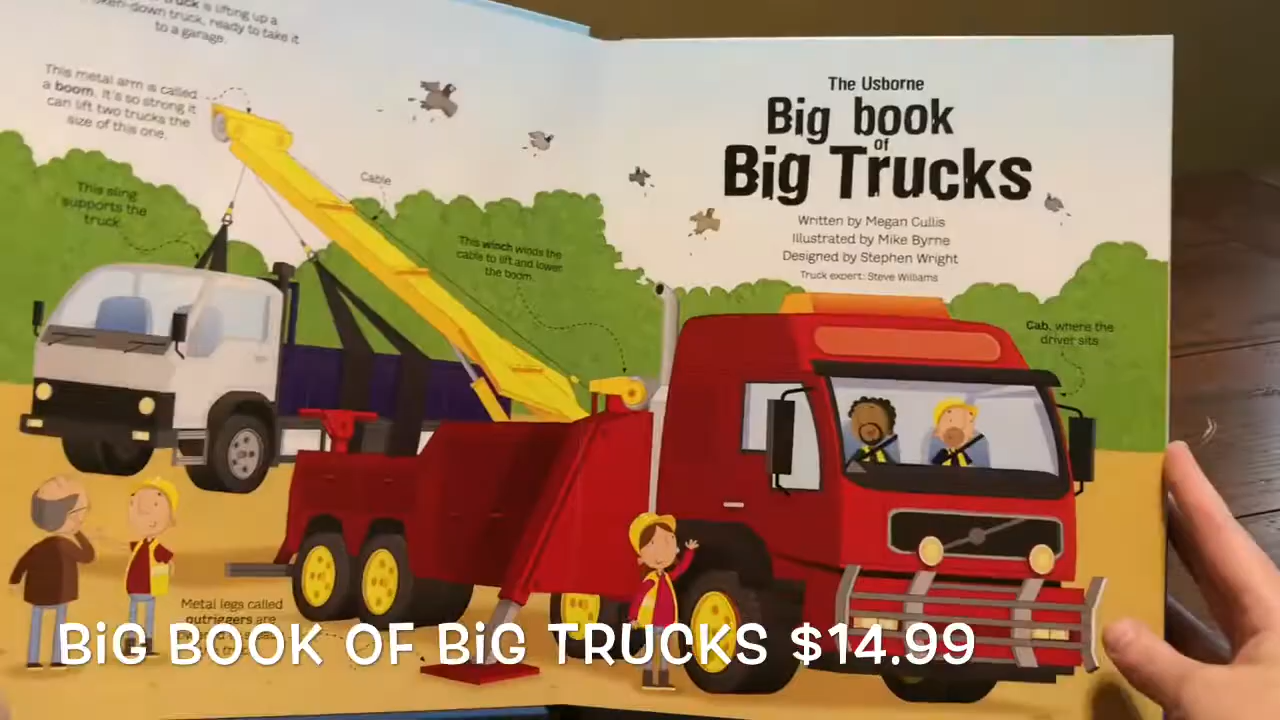 truck is lifting up a
broken-down truck, ready to take it
to a garage.
This metal arm is called
a boom. It's so strong it
can lift two trucks the
size of this one.
This sling
supports the
truck.
Cable
This winch winds the
cable to lift and lower
the boom.
The Usborne
Big book
of
Big Trucks
Written by Megan Cullis
Illustrated by Mike Byrne
Designed by Stephen Wright
Truck expert: Steve Williams
Cab, where the
driver sits
Metal legs called
outriggers are
BiG BOOK OF BiG TRUCKS $14.99